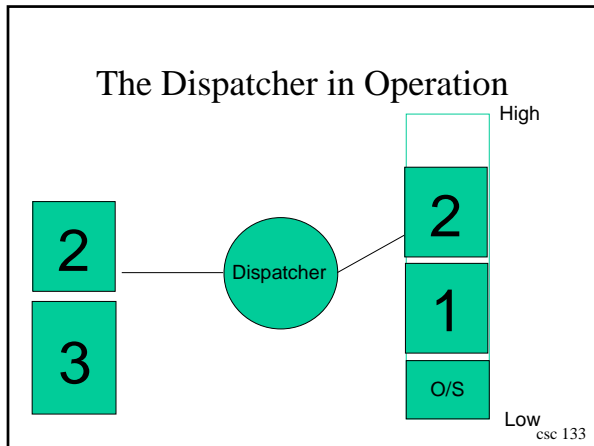 The Dispatcher in Operation
High
2
2
Dispatcher
1
3
O/S
Low
csc 133